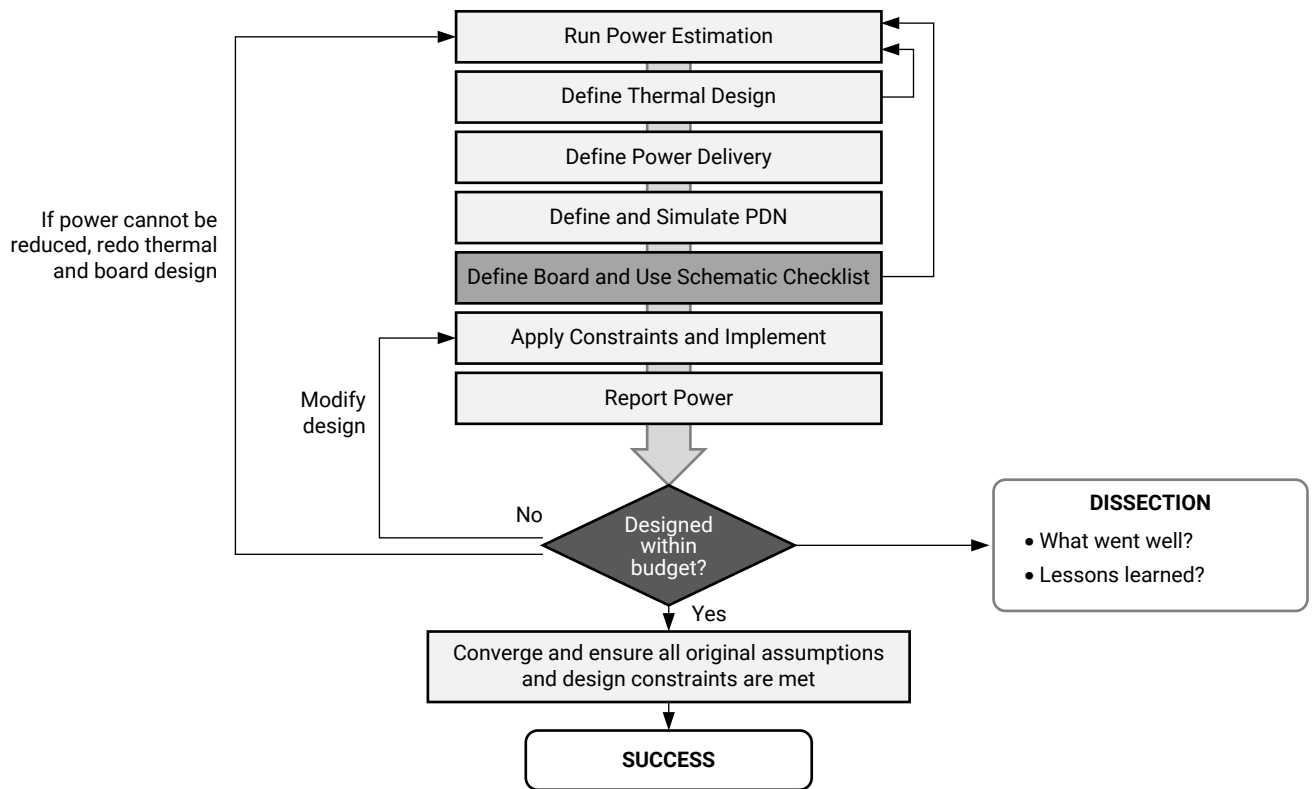 Run Power Estimation
Define Thermal Design
Define Power Delivery
Define and Simulate PDN
Define Board and Use Schematic Checklist
Apply Constraints and Implement
Report Power
If power cannot be
reduced, redo thermal
and board design
Modify
design
No
Designed
within
budget?
Yes
DISSECTION
• What went well?
• Lessons learned?
Converge and ensure all original assumptions
and design constraints are met
SUCCESS